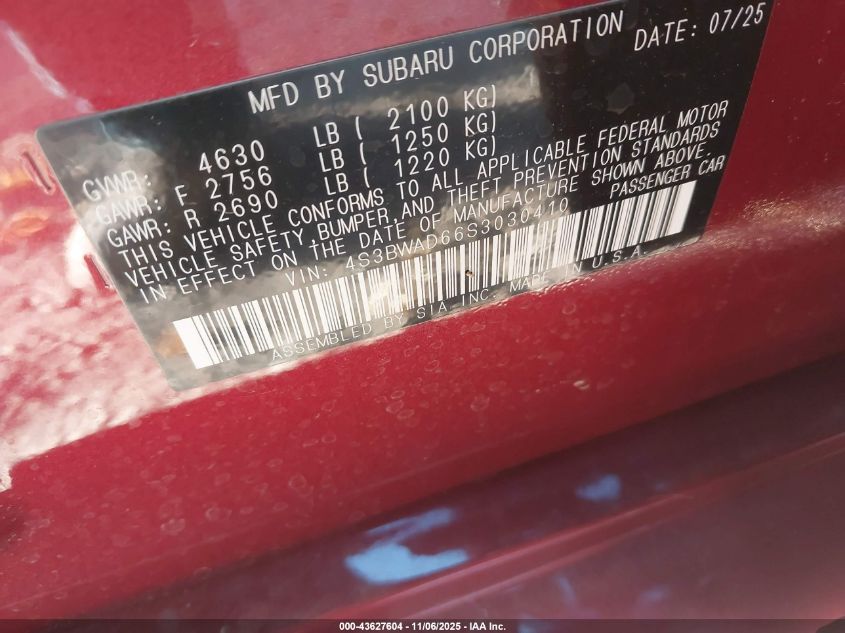 MFD BY SUBARU CORPORATION DATE: 07/25
GVWR: 4630 LB ( 2100 KG)
GAWR: F 2756 LB ( 1250 KG)
GAWR: R 2690 LB ( 1220 KG)
THIS VEHICLE CONFORMS TO ALL APPLICABLE FEDERAL MOTOR
VEHICLE SAFETY BUMPER, AND THEFT PREVENTION STANDARDS
IN EFFECT ON THE DATE OF MANUFACTURE SHOWN ABOVE.
VIN: 4S3BWAD66S3030410 PASSENGER CAR
ASSEMBLED BY SIA, INC. MADE IN U.S.A.
000-43627604 - 11/06/2025 - IAA Inc.